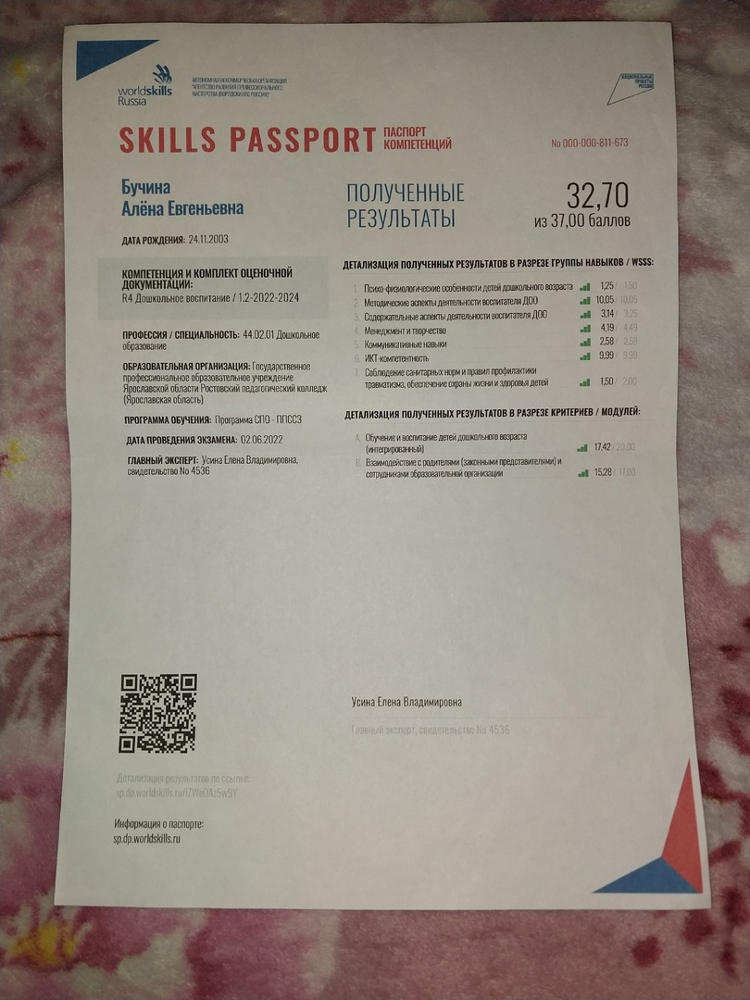 worldskills
Russia
АВТОНОМНАЯ НЕКОММЕРЧЕСКАЯ ОРГАНИЗАЦИЯ
"АГЕНТСТВО РАЗВИТИЯ ПРОФЕССИОНАЛЬНОГО
МАСТЕРСТВА (ВОРЛДСКИЛЛС РОССИЯ)"
НАЦИОНАЛЬНЫЕ
ПРОЕКТЫ
РОССИИ
SKILLS PASSPORT ПАСПОРТ КОМПЕТЕНЦИЙ
No 000-000-811-673
Бучина
Алёна Евгеньевна
ДАТА РОЖДЕНИЯ: 24.11.2003
КОМПЕТЕНЦИЯ И КОМПЛЕКТ ОЦЕНОЧНОЙ
ДОКУМЕНТАЦИИ:
R4 Дошкольное воспитание / 1.2-2022-2024
ПРОФЕССИЯ / СПЕЦИАЛЬНОСТЬ: 44.02.01 Дошкольное
образование
ОБРАЗОВАТЕЛЬНАЯ ОРГАНИЗАЦИЯ: Государственное
профессиональное образовательное учреждение
Ярославской области Ростовский педагогический колледж
(Ярославская область)
ПРОГРАММА ОБУЧЕНИЯ: Программа СПО - ППССЗ
ДАТА ПРОВЕДЕНИЯ ЭКЗАМЕНА: 02.06.2022
ГЛАВНЫЙ ЭКСПЕРТ: Усина Елена Владимировна,
свидетельство No 4536
ПОЛУЧЕННЫЕ
РЕЗУЛЬТАТЫ
32,70
из 37,00 баллов
ДЕТАЛИЗАЦИЯ ПОЛУЧЕННЫХ РЕЗУЛЬТАТОВ В РАЗРЕЗЕ ГРУППЫ НАВЫКОВ / WSSS:
1. Психо-физиологические особенности детей дошкольного возраста 1,25 / 1,50
2. Методические аспекты деятельности воспитателя ДОО 10,05 / 10,05
3. Содержательные аспекты деятельности воспитателя ДОО 3,14 / 3,25
4. Менеджмент и творчество 4,19 / 4,49
5. Коммуникативные навыки 2,58 / 2,58
6. ИКТ-компетентность 9,99 / 9,99
7. Соблюдение санитарных норм и правил профилактики
травматизма, обеспечение охраны жизни и здоровья детей 1,50 / 2,00
ДЕТАЛИЗАЦИЯ ПОЛУЧЕННЫХ РЕЗУЛЬТАТОВ В РАЗРЕЗЕ КРИТЕРИЕВ / МОДУЛЕЙ:
A. Обучение и воспитание детей дошкольного возраста
(интегрированный) 17,42 / 20,00
B. Взаимодействие с родителями (законными представителями) и
сотрудниками образовательной организации 15,28 / 17,00
Усина Елена Владимировна
Главный эксперт, свидетельство No 4536
Детализация результатов по ссылке:
sp.dp.worldskills.ru/IZWeOAz5w9Y
Информация о паспорте:
sp.dp.worldskills.ru